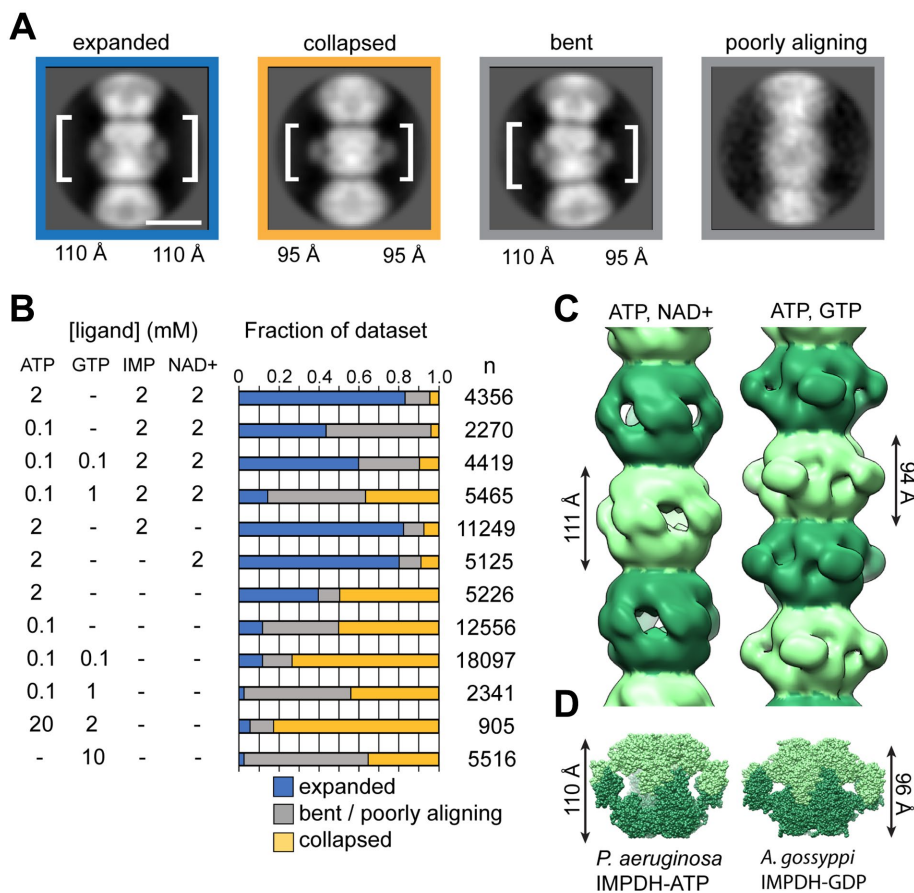 A
expanded
collapsed
bent
poorly aligning
110 Å 110 Å
95 Å 95 Å
110 Å 95 Å
B
[ligand] (mM) Fraction of dataset
ATP GTP IMP NAD+ 0 0.2 0.4 0.6 0.8 1.0 n
2 - 2 2 4356
0.1 - 2 2 2270
0.1 0.1 2 2 4419
0.1 1 2 2 5465
2 - 2 - 11249
2 - - 2 5125
2 - - - 5226
0.1 - - - 12556
0.1 0.1 - - 18097
0.1 1 - - 2341
20 2 - - 905
- 10 - - 5516
expanded
bent / poorly aligning
collapsed
C
ATP, NAD+ ATP, GTP
111 Å
94 Å
D
110 Å
96 Å
P. aeruginosa
IMPDH-ATP
A. gossyppi
IMPDH-GDP